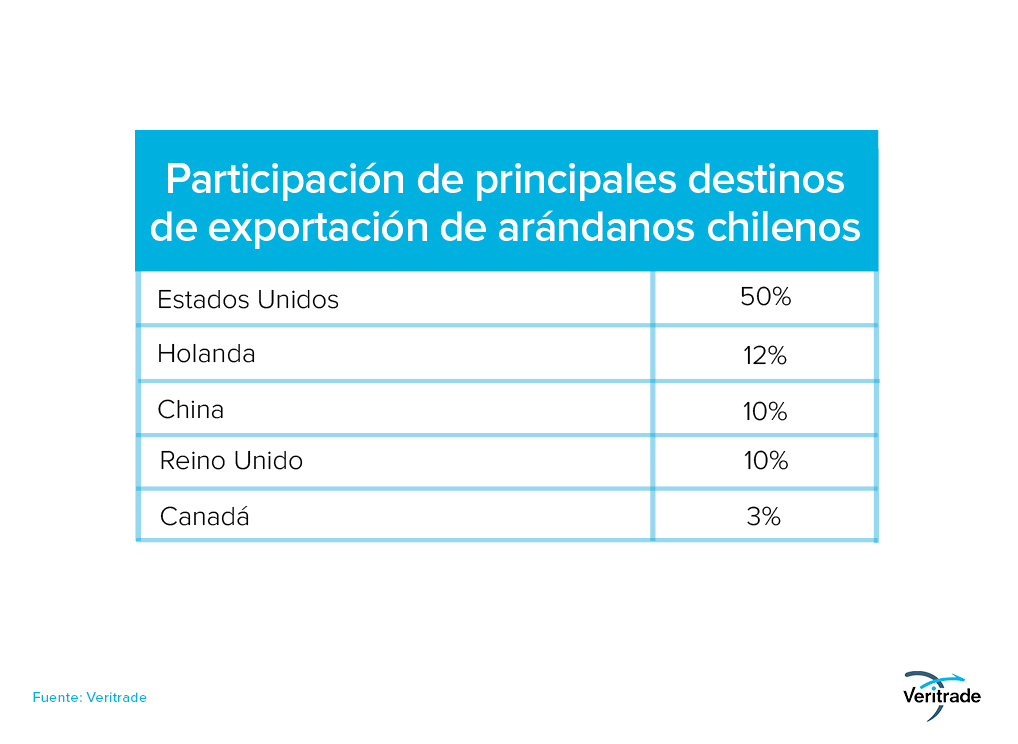 Participación de principales destinos
de exportación de arándanos chilenos
Estados Unidos 50%
Holanda 12%
China 10%
Reino Unido 10%
Canadá 3%
Fuente: Veritrade
Veritrade